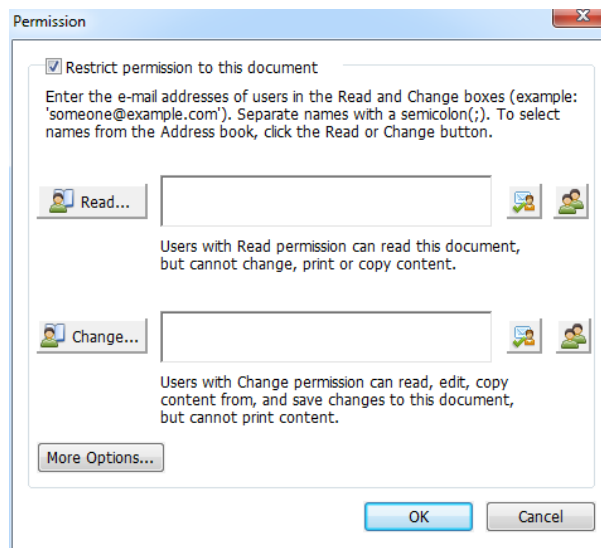 Permission
Restrict permission to this document
Enter the e-mail addresses of users in the Read and Change boxes (example:
'someone@example.com'). Separate names with a semicolon(;). To select
names from the Address book, click the Read or Change button.
Read...
Users with Read permission can read this document,
but cannot change, print or copy content.
Change...
Users with Change permission can read, edit, copy
content from, and save changes to this document,
but cannot print content.
More Options...
OK Cancel